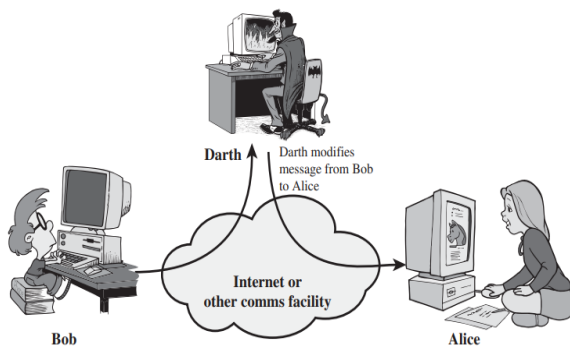 Darth
Darth modifies
message from Bob
to Alice
Internet or
other comms facility
Bob
Alice